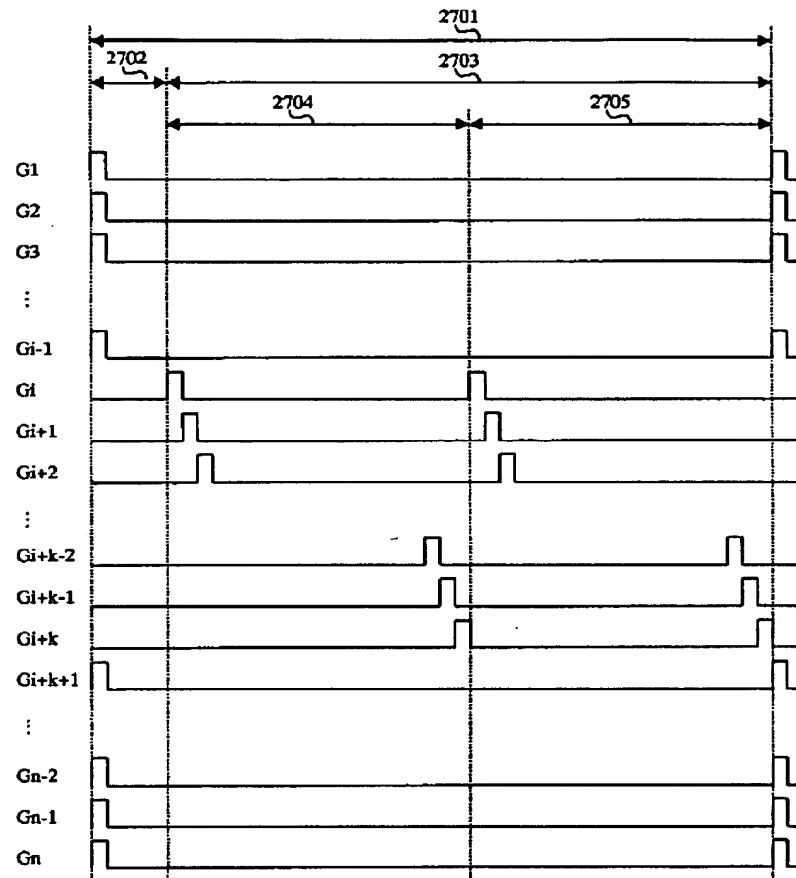 2701
2702
2703
2704
2705
G1
G2
G3
⋮
Gi-1
Gi
Gi+1
Gi+2
⋮
Gi+k-2
Gi+k-1
Gi+k
Gi+k+1
⋮
Gn-2
Gn-1
Gn